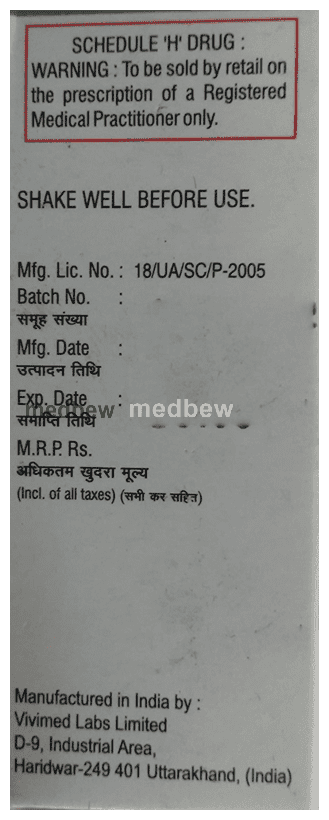 SCHEDULE 'H' DRUG :
WARNING : To be sold by retail on
the prescription of a Registered
Medical Practitioner only.
SHAKE WELL BEFORE USE.
Mfg. Lic. No. : 18/UA/SC/P-2005
Batch No. :
समूह संख्या
Mfg. Date :
उत्पादन तिथि
Exp. Date :
medbew medbew
समाप्ति तिथि
M.R.P. Rs.
अधिकतम खुदरा मूल्य
(Incl. of all taxes) (सभी कर सहित)
Manufactured in India by :
Vivimed Labs Limited
D-9, Industrial Area,
Haridwar-249 401 Uttarakhand, (India)